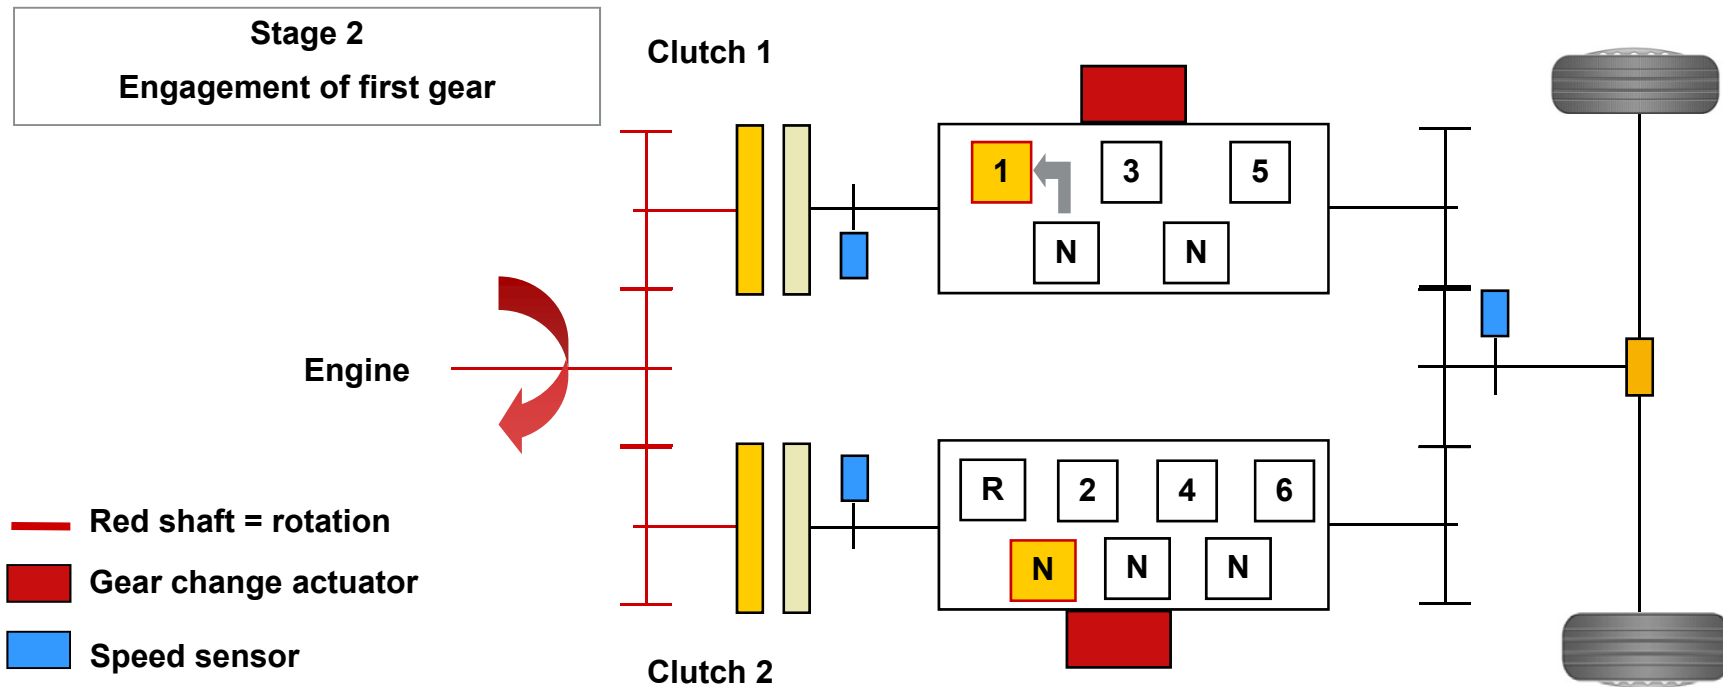 Stage 2
Engagement of first gear
Clutch 1
1 3 5
N N
Engine
R 2 4 6
N N N
Red shaft = rotation
Gear change actuator
Speed sensor
Clutch 2